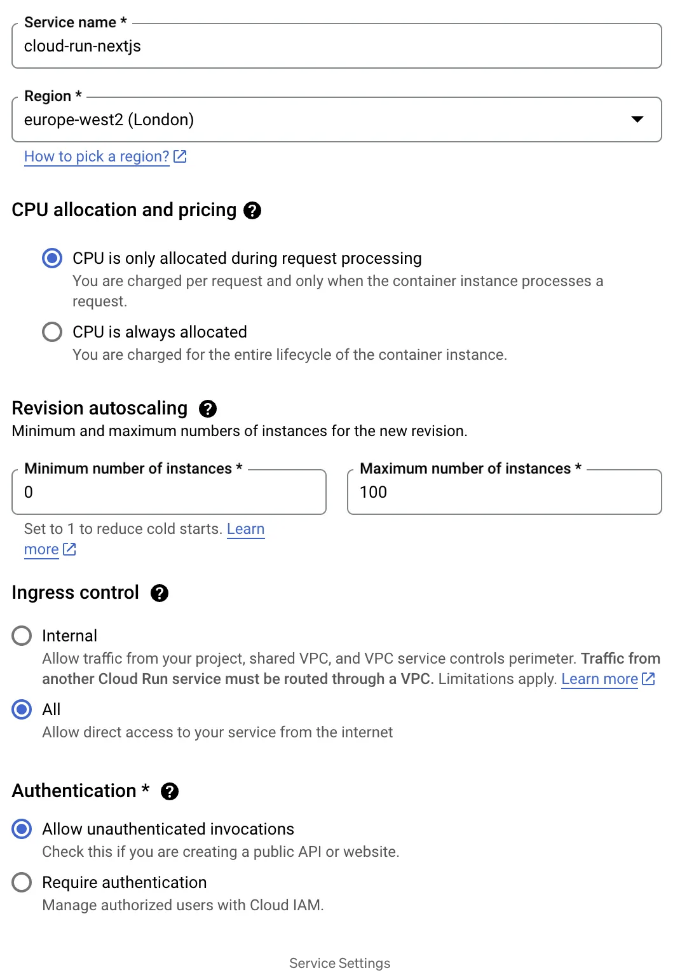 Service name *
cloud-run-nextjs
Region *
europe-west2 (London)
How to pick a region?
CPU allocation and pricing
CPU is only allocated during request processing
You are charged per request and only when the container instance processes a
request.
CPU is always allocated
You are charged for the entire lifecycle of the container instance.
Revision autoscaling
Minimum and maximum numbers of instances for the new revision.
Minimum number of instances *
0
Maximum number of instances *
100
Set to 1 to reduce cold starts. Learn
more
Ingress control
Internal
Allow traffic from your project, shared VPC, and VPC service controls perimeter. Traffic from
another Cloud Run service must be routed through a VPC. Limitations apply. Learn more
All
Allow direct access to your service from the internet
Authentication *
Allow unauthenticated invocations
Check this if you are creating a public API or website.
Require authentication
Manage authorized users with Cloud IAM.
Service Settings